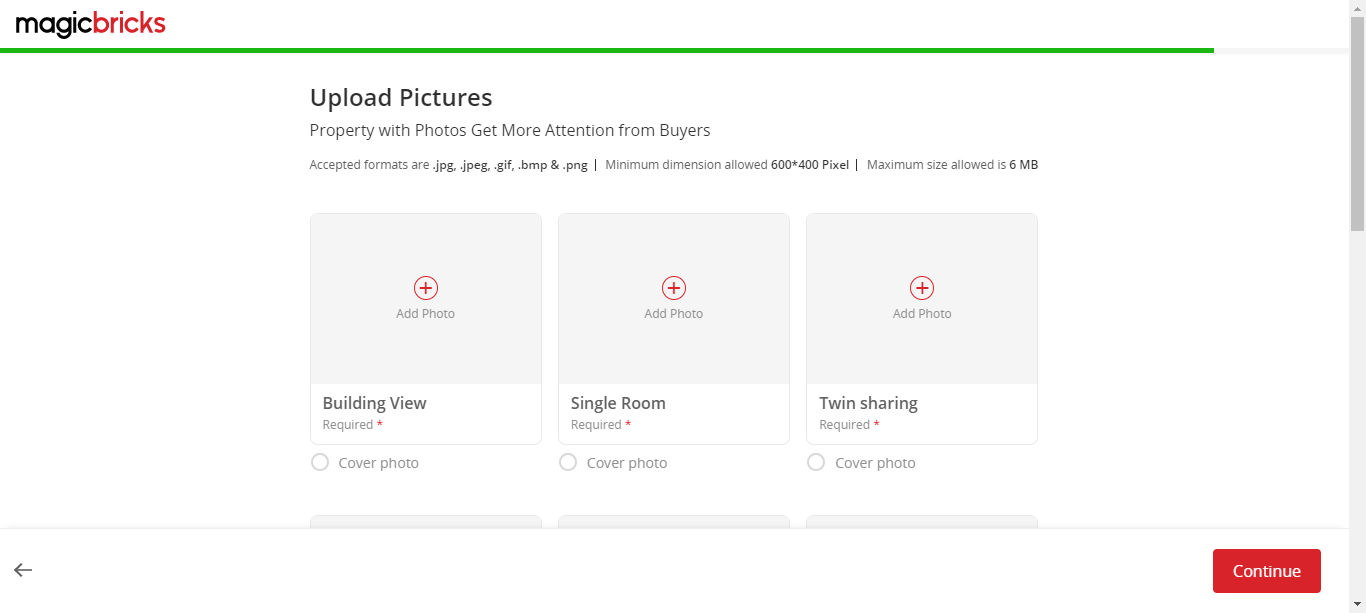 magicbricks
Upload Pictures
Property with Photos Get More Attention from Buyers
Accepted formats are .jpg, .jpeg, .gif, .bmp & .png | Minimum dimension allowed 600*400 Pixel | Maximum size allowed is 6 MB
Add Photo Add Photo Add Photo
Building View Single Room Twin sharing
Required * Required * Required *
Cover photo Cover photo Cover photo
Continue